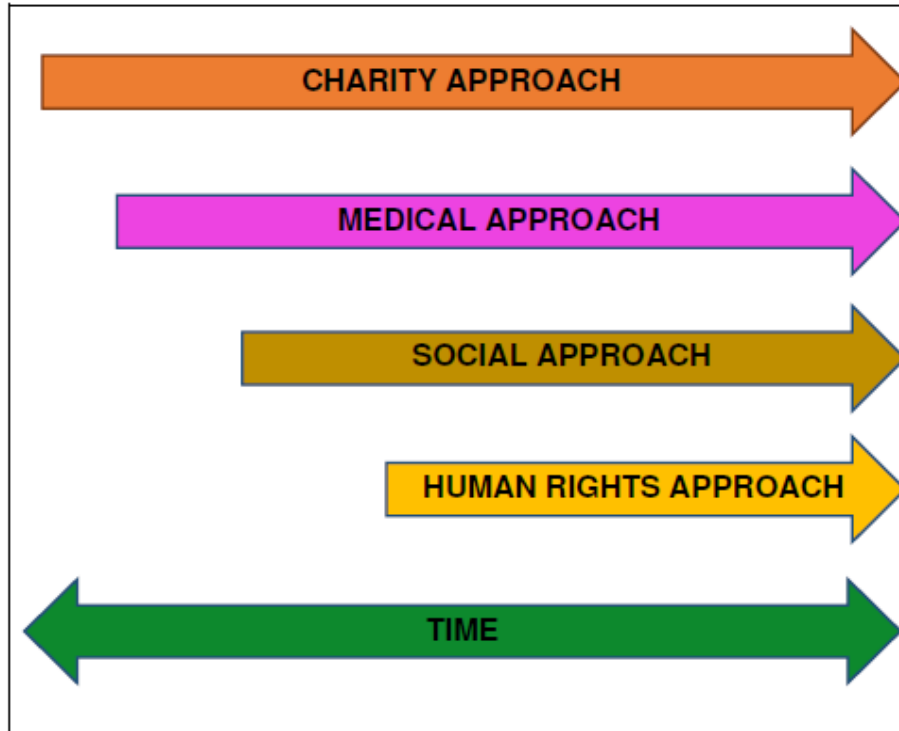 CHARITY APPROACH
MEDICAL APPROACH
SOCIAL APPROACH
HUMAN RIGHTS APPROACH
TIME